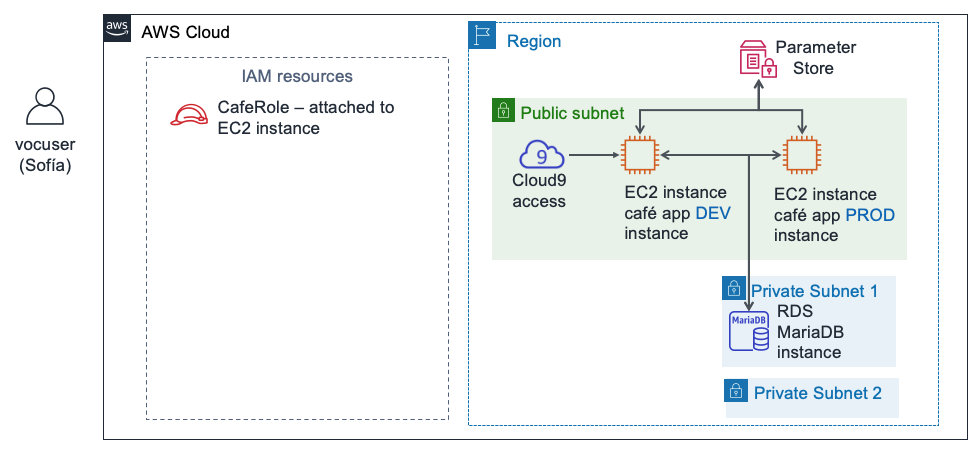 aws
AWS Cloud
Region
Parameter
Store
IAM resources
CafeRole – attached to
EC2 instance
vocuser
(Sofía)
Public subnet
9
Cloud9
access
EC2 instance
café app DEV
instance
EC2 instance
café app PROD
instance
Private Subnet 1
MariaDB
RDS
MariaDB
instance
Private Subnet 2